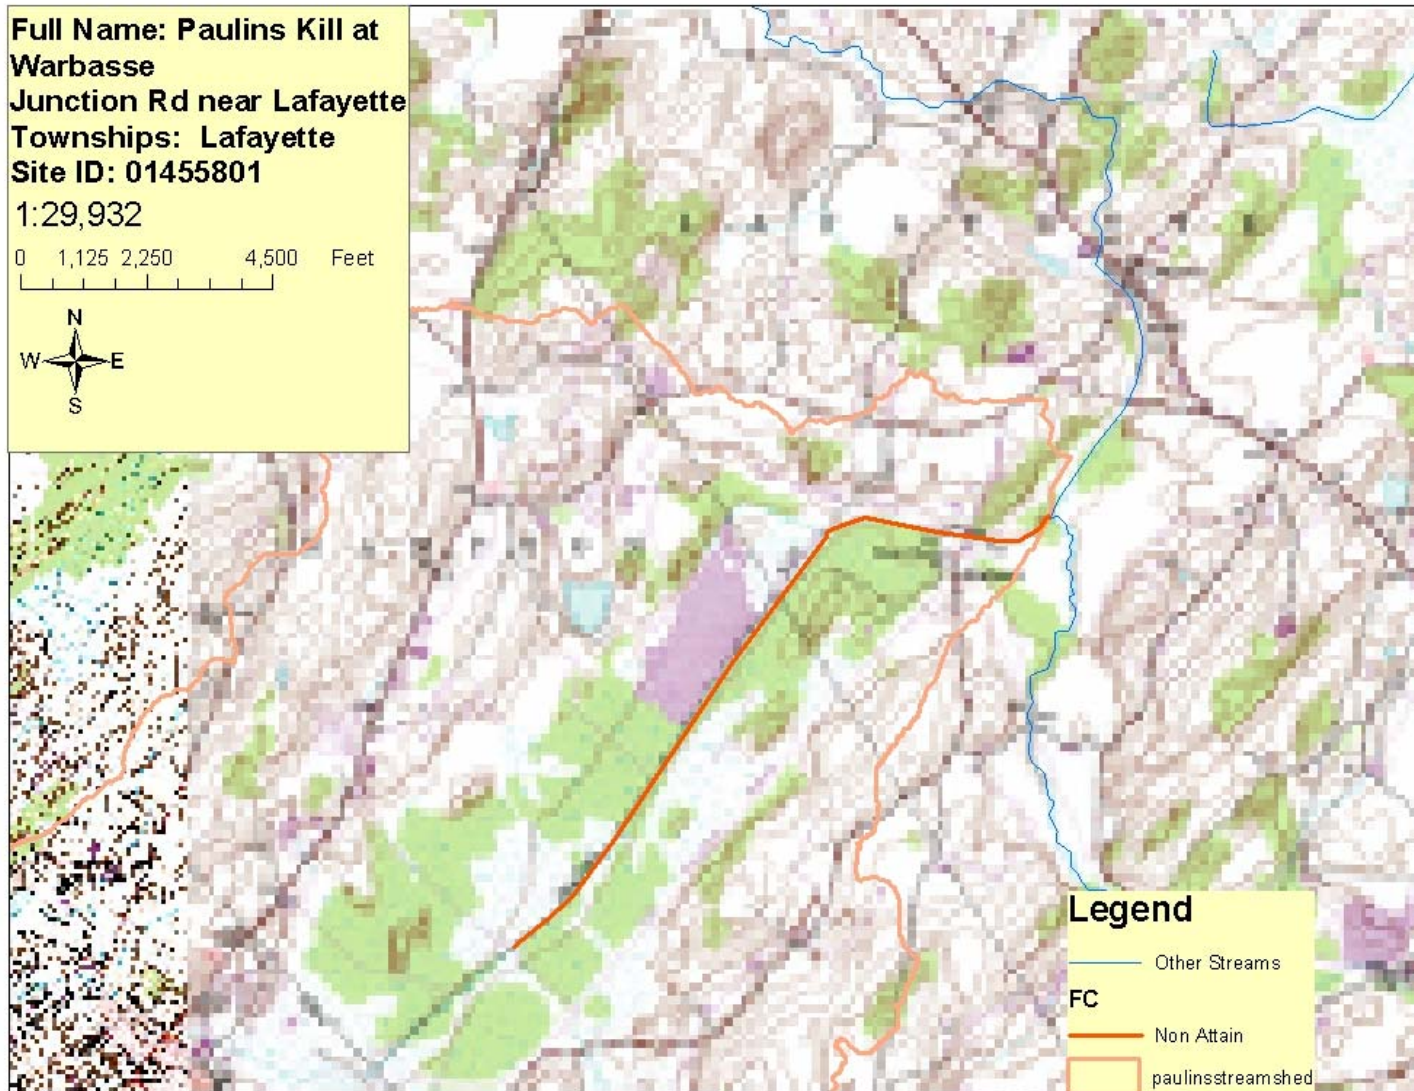 Full Name: Paulins Kill at
Warbasse
Junction Rd near Lafayette
Townships:  Lafayette
Site ID: 01455801
1:29,932
0 1,125 2,250 4,500 Feet
N
W E
S
Legend
Other Streams
FC
Non Attain
paulinsstreamshed